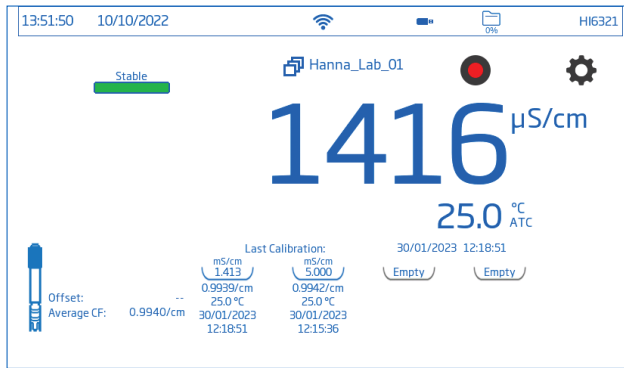 13:51:50 10/10/2022 0% HI6321
Stable
Hanna_Lab_01
1416 µS/cm
25.0 °C
ATC
Last Calibration: 30/01/2023 12:18:51
mS/cm mS/cm
1.413 5.000 Empty Empty
0.9939/cm 0.9942/cm
Offset: -- 25.0 °C 25.0 °C
Average CF: 0.9940/cm 30/01/2023 30/01/2023
12:18:51 12:15:36